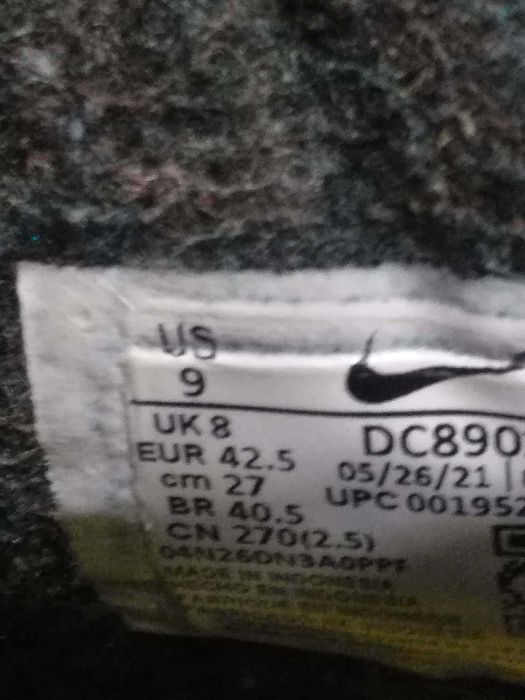 US
9
UK 8
EUR 42.5
cm 27
BR 40.5
CN 270(2.5)
04N26DN3A0PPF
MADE IN INDONESIA
DC890
05/26/21
UPC 001952